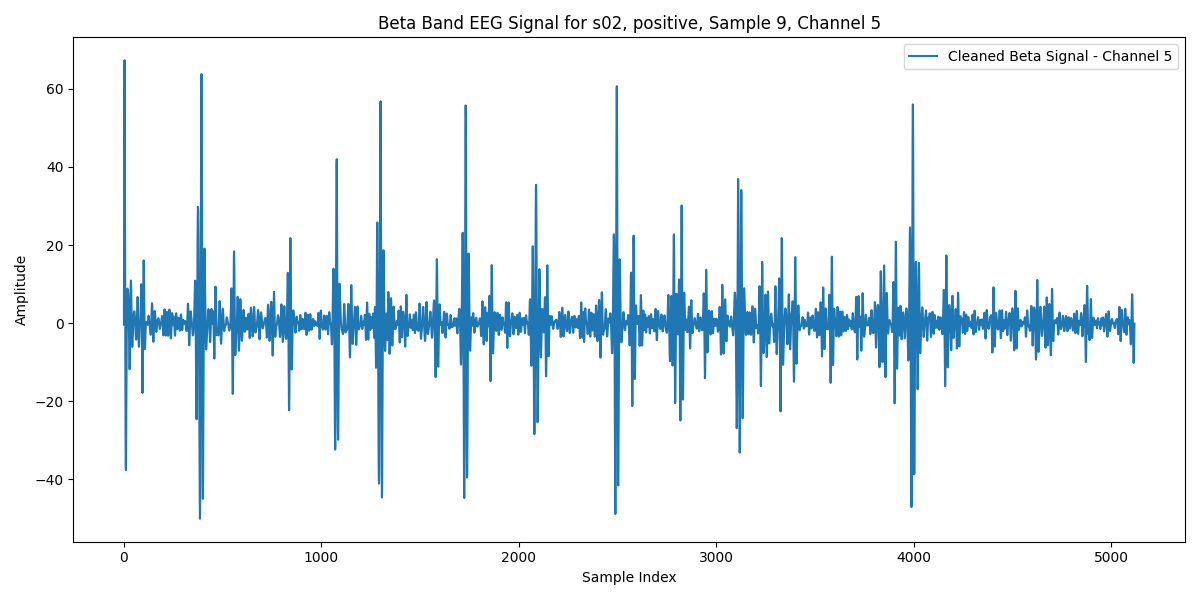 Beta Band EEG Signal for s02, positive, Sample 9, Channel 5
Cleaned Beta Signal - Channel 5
Amplitude
60
40
20
0
−20
−40
0 1000 2000 3000 4000 5000
Sample Index